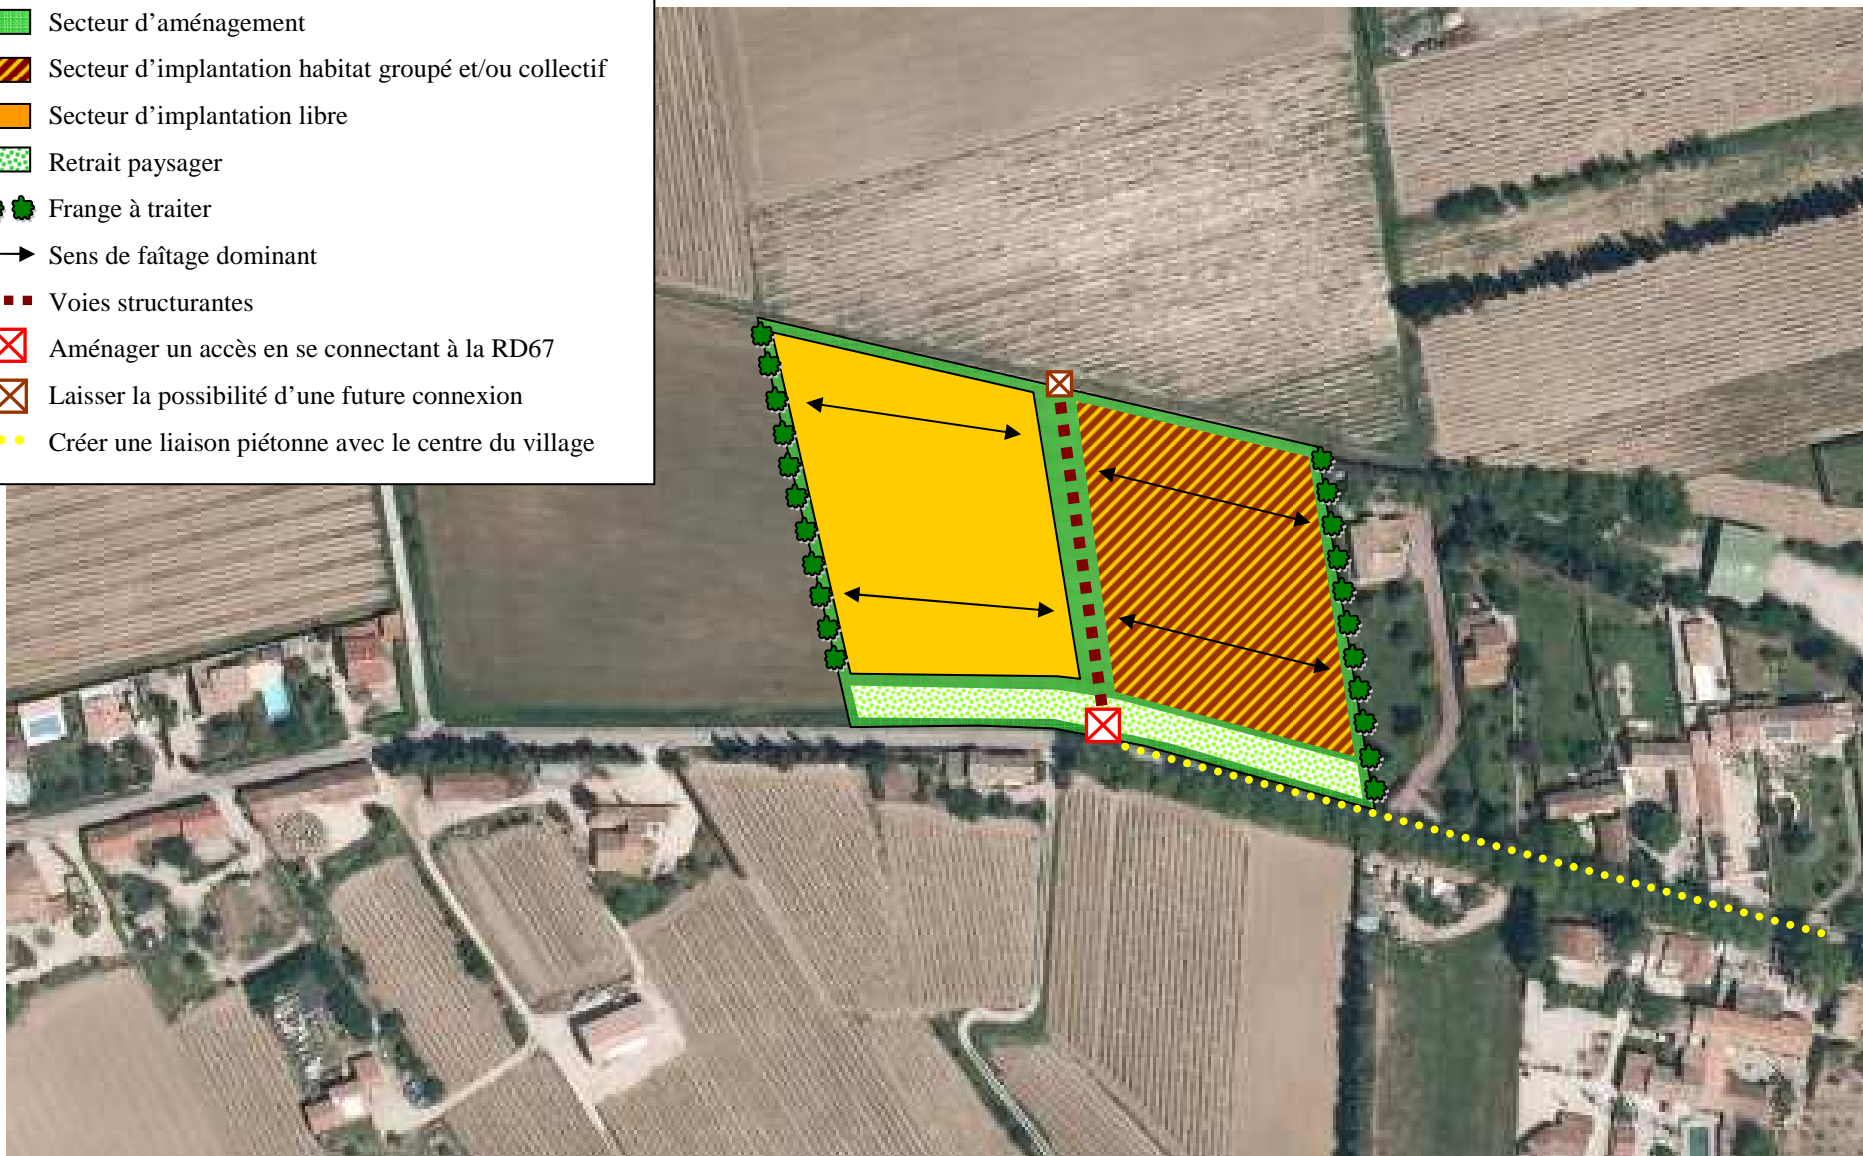 Secteur d'aménagement
Secteur d'implantation habitat groupé et/ou collectif
Secteur d'implantation libre
Retrait paysager
Frange à traiter
Sens de faîtage dominant
Voies structurantes
Aménager un accès en se connectant à la RD67
Laisser la possibilité d'une future connexion
Créer une liaison piétonne avec le centre du village